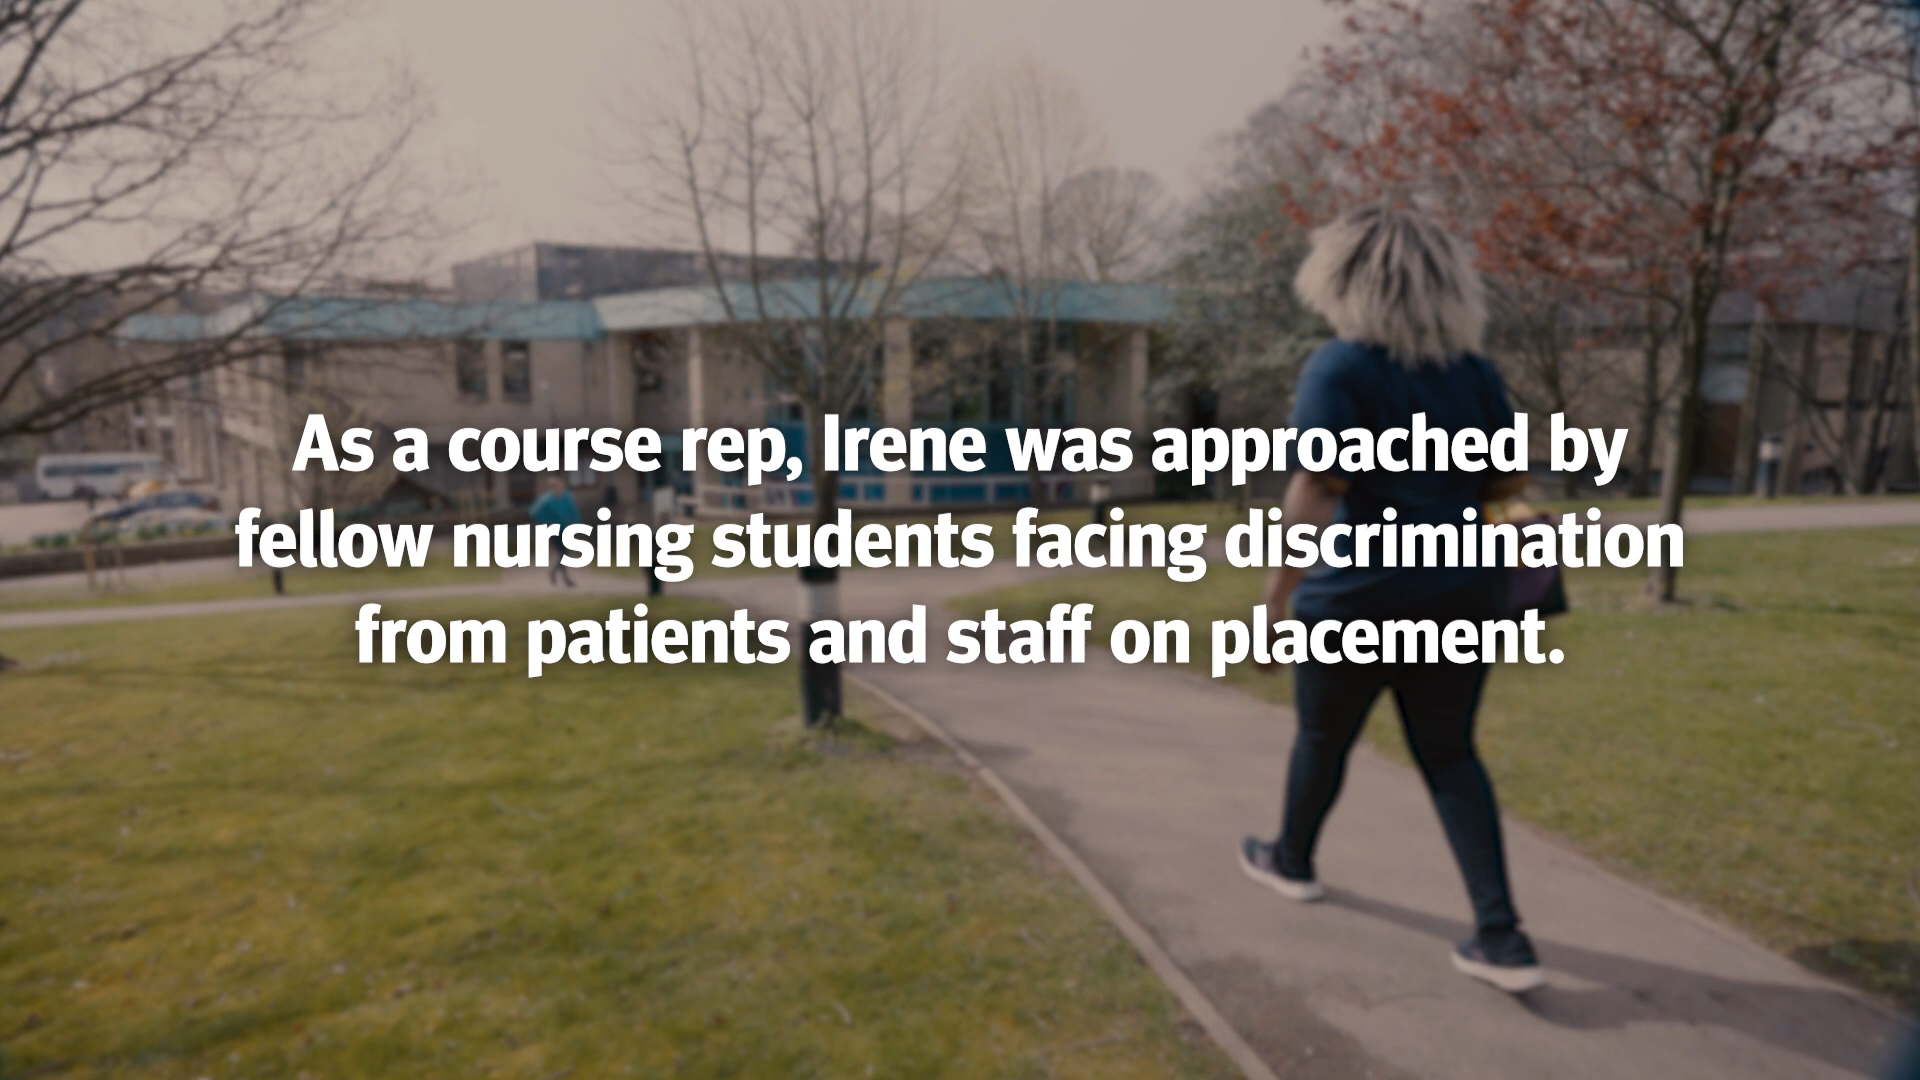 As a course rep, Irene was approached by
fellow nursing students facing discrimination
from patients and staff on placement.